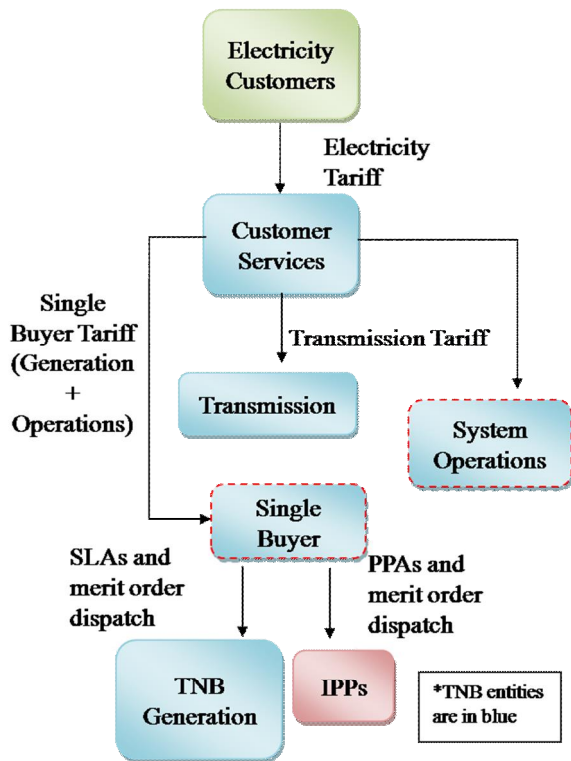 Electricity
Customers
Electricity
Tariff
Customer
Services
Single
Buyer Tariff
(Generation
+
Operations)
Transmission Tariff
Transmission
System
Operations
Single
Buyer
SLAs and
merit order
dispatch
PPAs and
merit order
dispatch
TNB
Generation
IPPs
*TNB entities
are in blue